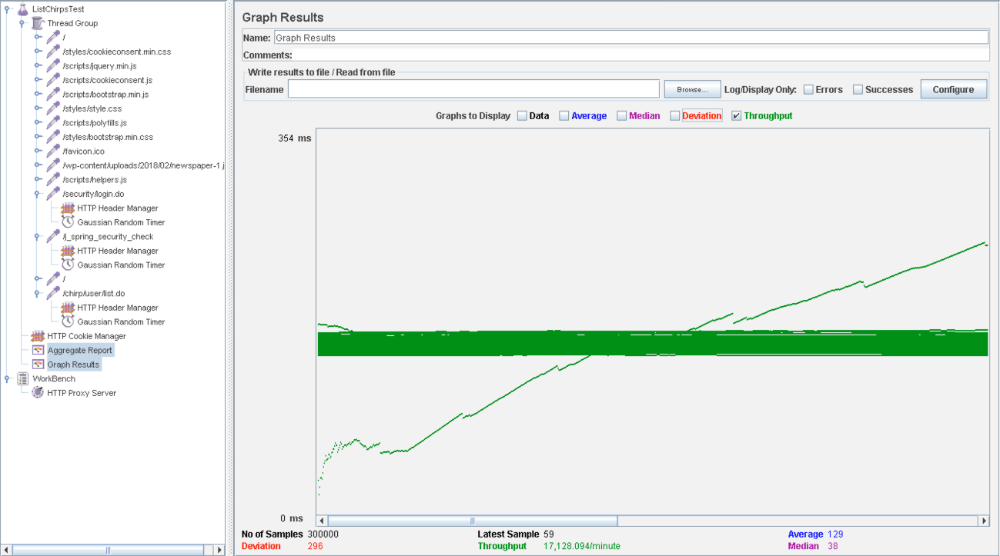 ListChirpsTest
Thread Group
/
/styles/cookieconsent.min.css
/scripts/jquery.min.js
/scripts/cookieconsent.js
/scripts/bootstrap.min.js
/styles/style.css
/scripts/polyfills.js
/styles/bootstrap.min.css
/favicon.ico
/wp-content/uploads/2018/02/newspaper-1.j
/scripts/helpers.js
/security/login.do
HTTP Header Manager
Gaussian Random Timer
/j_spring_security_check
HTTP Header Manager
Gaussian Random Timer
/
/chirp/user/list.do
HTTP Header Manager
Gaussian Random Timer
HTTP Cookie Manager
Aggregate Report
Graph Results
WorkBench
HTTP Proxy Server
Graph Results
Name: Graph Results
Comments:
Write results to file / Read from file
Filename Browse... Log/Display Only: Errors Successes Configure
Graphs to Display Data Average Median Deviation Throughput
354 ms
0 ms
No of Samples 300000 Latest Sample 59 Average 129
Deviation 296 Throughput 17,128.094/minute Median 38